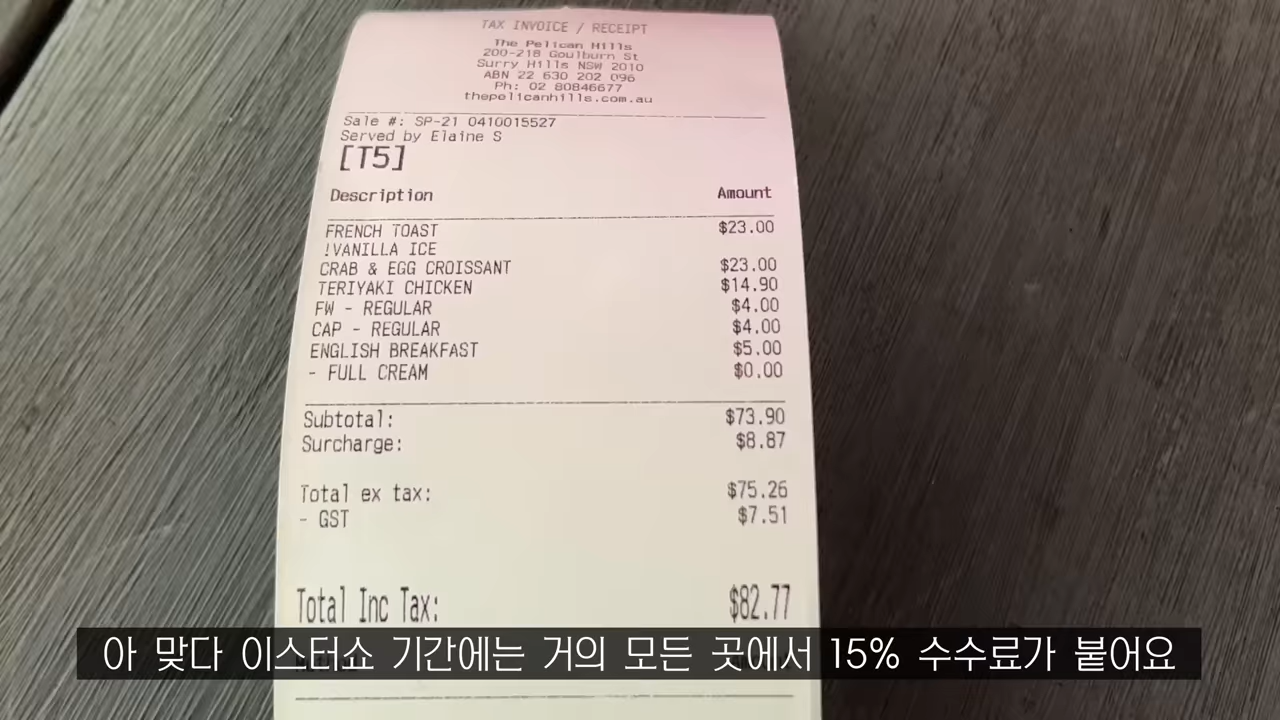 TAX INVOICE / RECEIPT
The Pelican Hills
200-218 Goulburn St
Surry Hills NSW 2010
ABN 22 630 202 096
Ph: 02 80846677
thepelicanhills.com.au
Sale #: SP-21 0410015527
Served by Elaine S
[T5]
Description Amount
FRENCH TOAST $23.00
!VANILLA ICE
CRAB & EGG CROISSANT $23.00
TERIYAKI CHICKEN $14.90
FW - REGULAR $4.00
CAP - REGULAR $4.00
ENGLISH BREAKFAST $5.00
- FULL CREAM $0.00
Subtotal: $73.90
Surcharge: $8.87
Total ex tax: $75.26
- GST $7.51
Total Inc Tax: $82.77
아 맞다 이스터쇼 기간에는 거의 모든 곳에서 15% 수수료가 붙어요